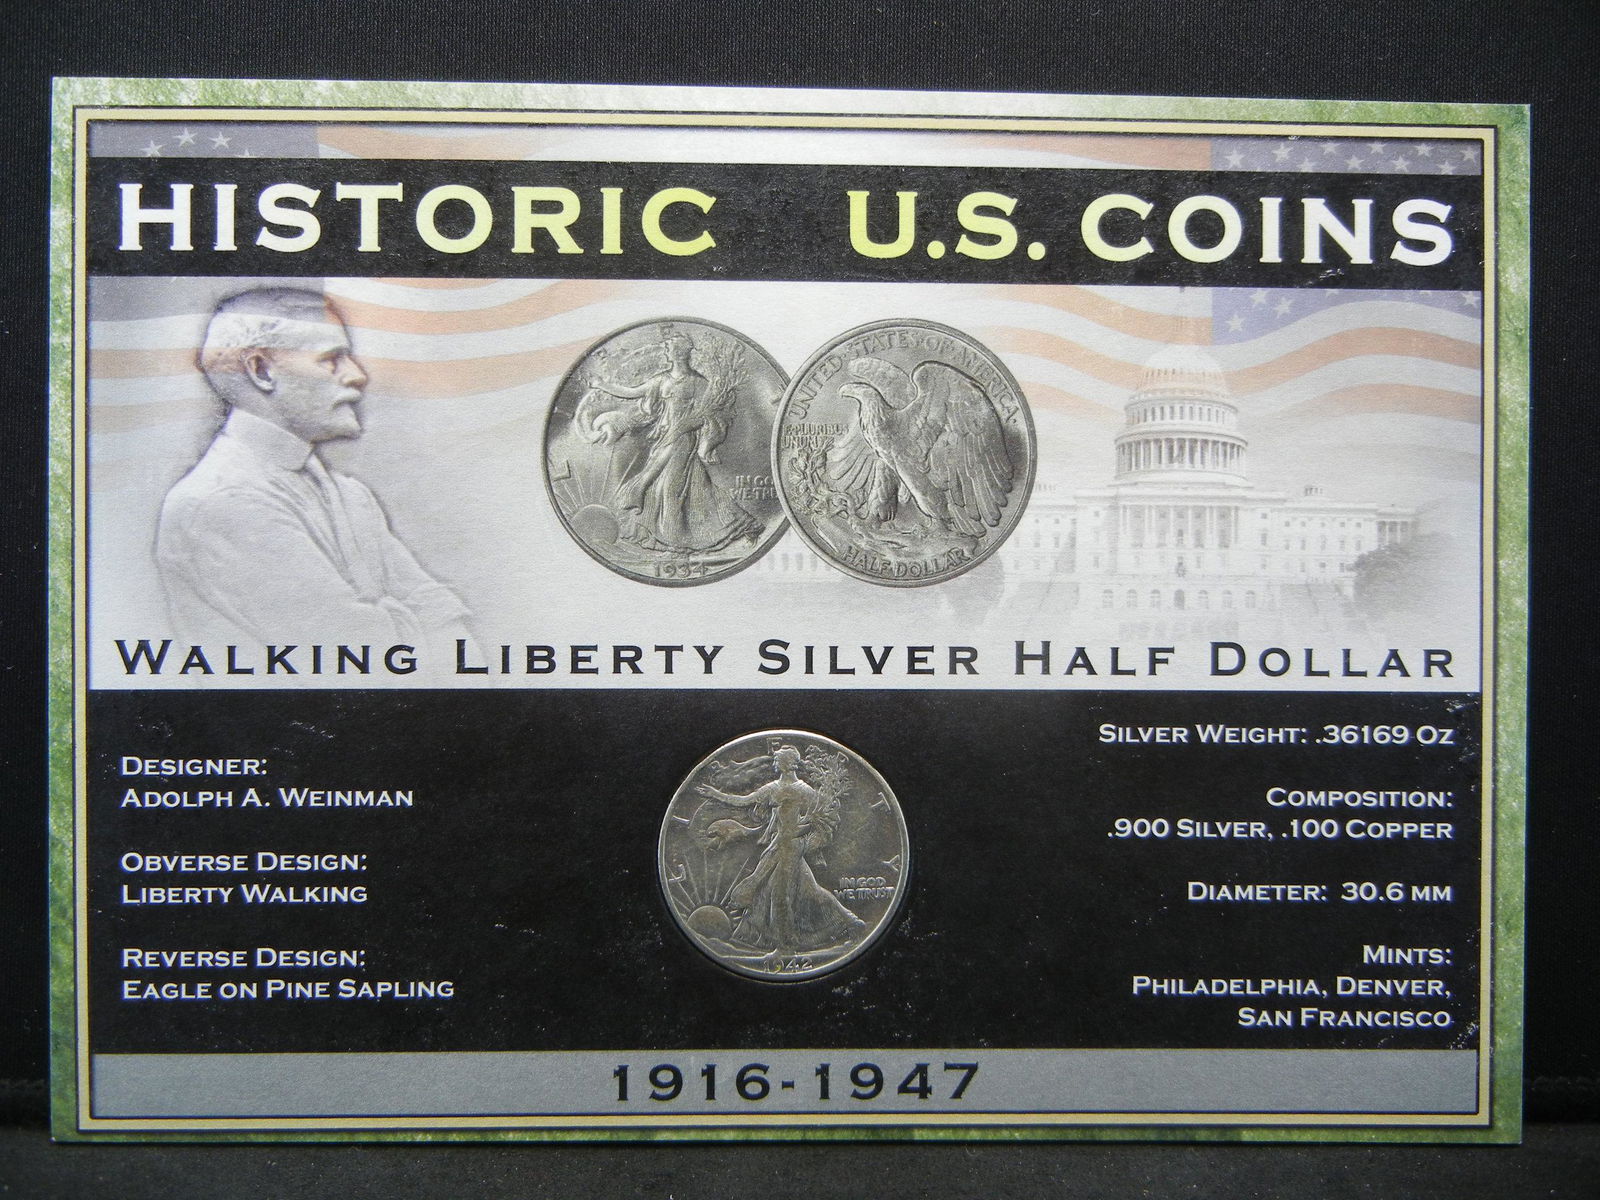 HISTORIC U.S. COINS
LIBERTY
IN GOD
WE TRU
1934
UNITED STATES OF AMERICA
E PLURIBUS
UNUM
HALF DOLLAR
WALKING LIBERTY SILVER HALF DOLLAR
DESIGNER:
ADOLPH A. WEINMAN
OBVERSE DESIGN:
LIBERTY WALKING
REVERSE DESIGN:
EAGLE ON PINE SAPLING
LIBERTY
IN GOD
WE TRUST
1942
SILVER WEIGHT: .36169 OZ
COMPOSITION:
.900 SILVER, .100 COPPER
DIAMETER: 30.6 MM
MINTS:
PHILADELPHIA, DENVER,
SAN FRANCISCO
1916-1947